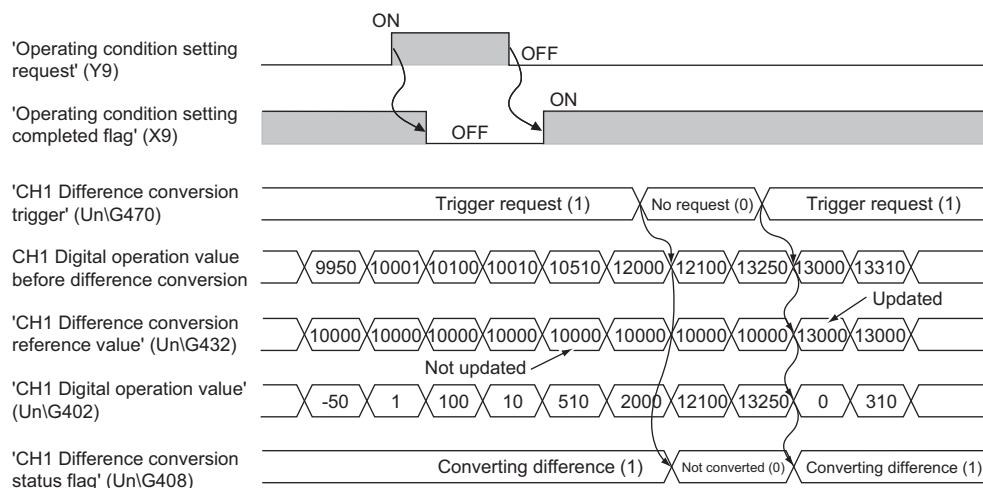 ON
'Operating condition setting
request' (Y9)
OFF
'Operating condition setting
completed flag' (X9)
ON
OFF
'CH1 Difference conversion
trigger' (Un\G470)
Trigger request (1) No request (0) Trigger request (1)
CH1 Digital operation value
before difference conversion
9950 10001 10100 10010 10510 12000 12100 13250 13000 13310
Updated
'CH1 Difference conversion
reference value' (Un\G432)
10000 10000 10000 10000 10000 10000 10000 10000 13000 13000
Not updated
'CH1 Digital operation value'
(Un\G402)
-50 1 100 10 510 2000 12100 13250 0 310
'CH1 Difference conversion
status flag' (Un\G408)
Converting difference (1) Not converted (0) Converting difference (1)